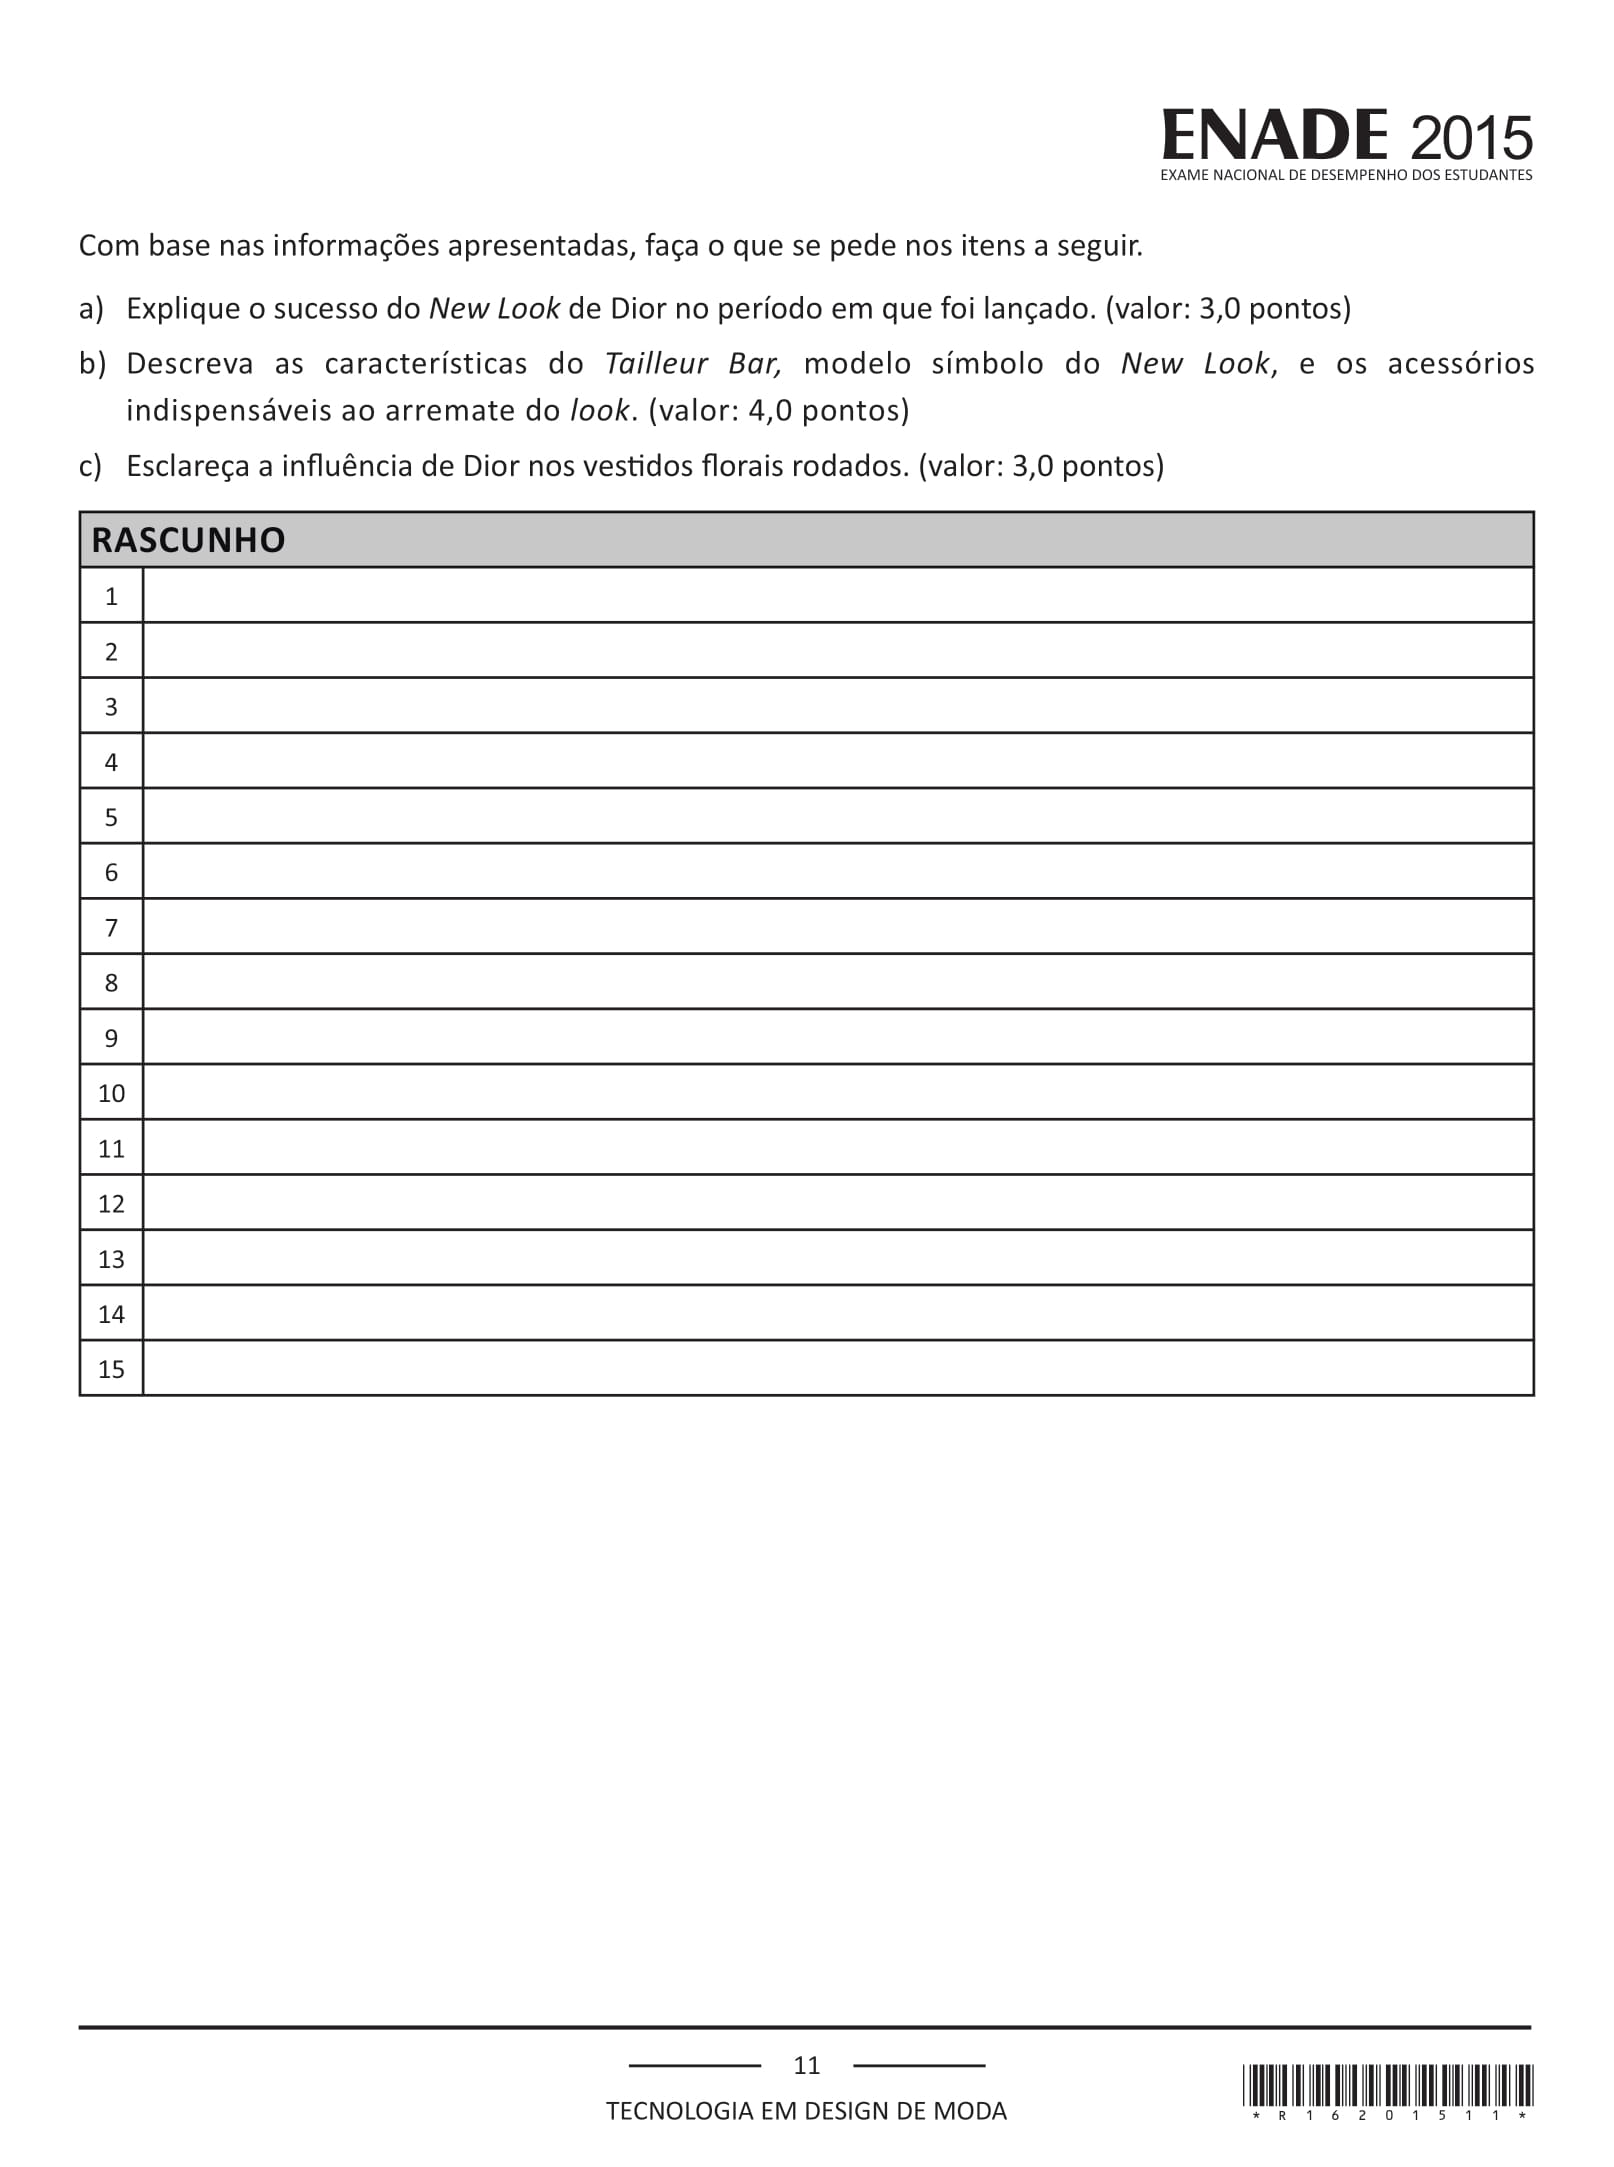 ENADE 2015
EXAME NACIONAL DE DESEMPENHO DOS ESTUDANTES
Com base nas informações apresentadas, faça o que se pede nos itens a seguir.
a) Explique o sucesso do New Look de Dior no período em que foi lançado. (valor: 3,0 pontos)
b) Descreva as características do Tailleur Bar, modelo símbolo do New Look, e os acessórios
indispensáveis ao arremate do look. (valor: 4,0 pontos)
c) Esclareça a influência de Dior nos vestidos florais rodados. (valor: 3,0 pontos)
RASCUNHO
1
2
3
4
5
6
7
8
9
10
11
12
13
14
15
11
TECNOLOGIA EM DESIGN DE MODA
* R 1 6 2 0 1 5 1 1 *